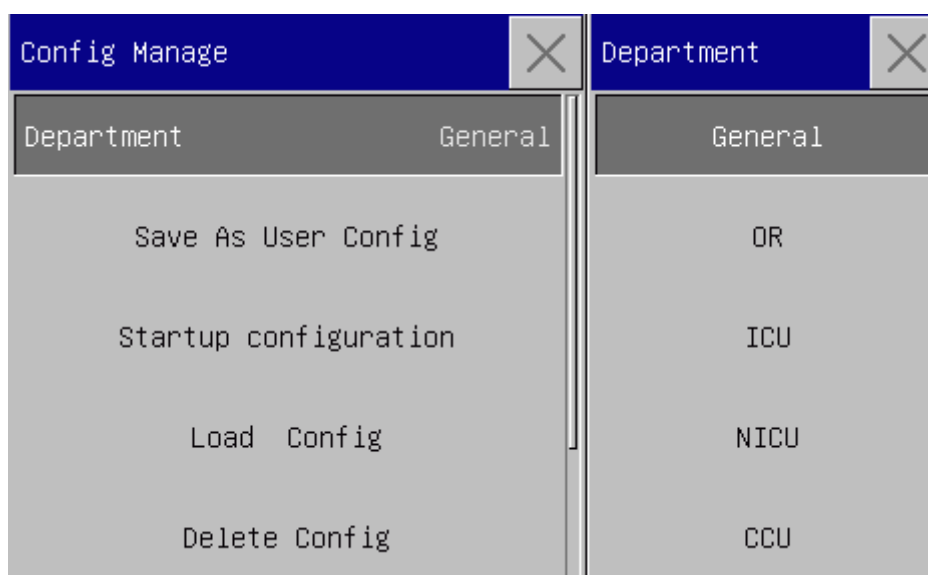 Config Manage
Department General
Save As User Config
Startup configuration
Load Config
Delete Config
Department
General
OR
ICU
NICU
CCU